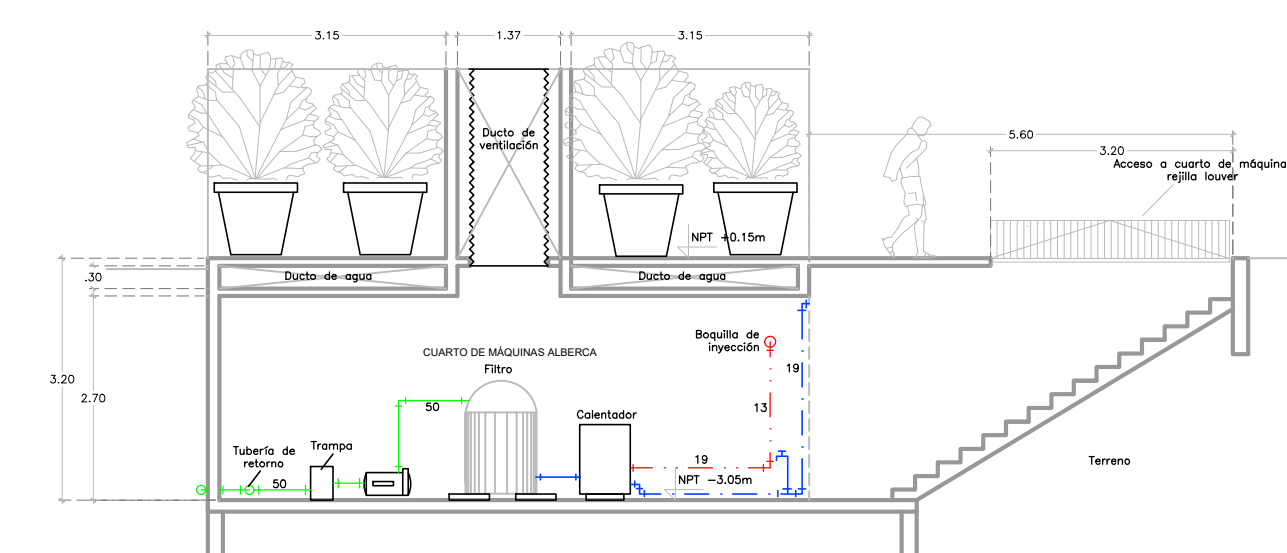 3.15
1.37
3.15
5.60
3.20
Acceso a cuarto de máquina
rejilla louver
Ducto de
ventilación
NPT +0.15m
.30
Ducto de agua
Ducto de agua
Boquilla de
inyección
CUARTO DE MÁQUINAS ALBERCA
Filtro
3.20
2.70
19
50
13
Calentador
Tubería de
retorno
Trampa
50
19
NPT −3.05m
Terreno